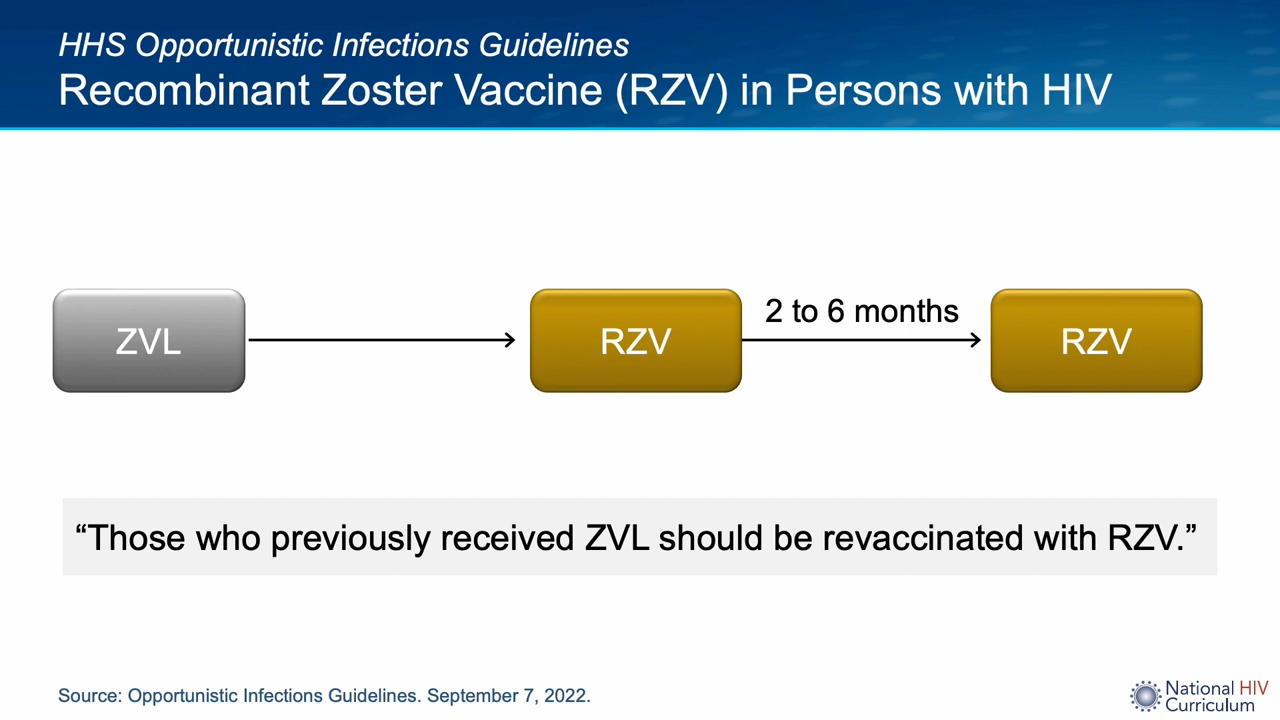 HHS Opportunistic Infections Guidelines
Recombinant Zoster Vaccine (RZV) in Persons with HIV
ZVL
RZV
2 to 6 months
RZV
“Those who previously received ZVL should be revaccinated with RZV.”
Source: Opportunistic Infections Guidelines. September 7, 2022.
National HIV
Curriculum